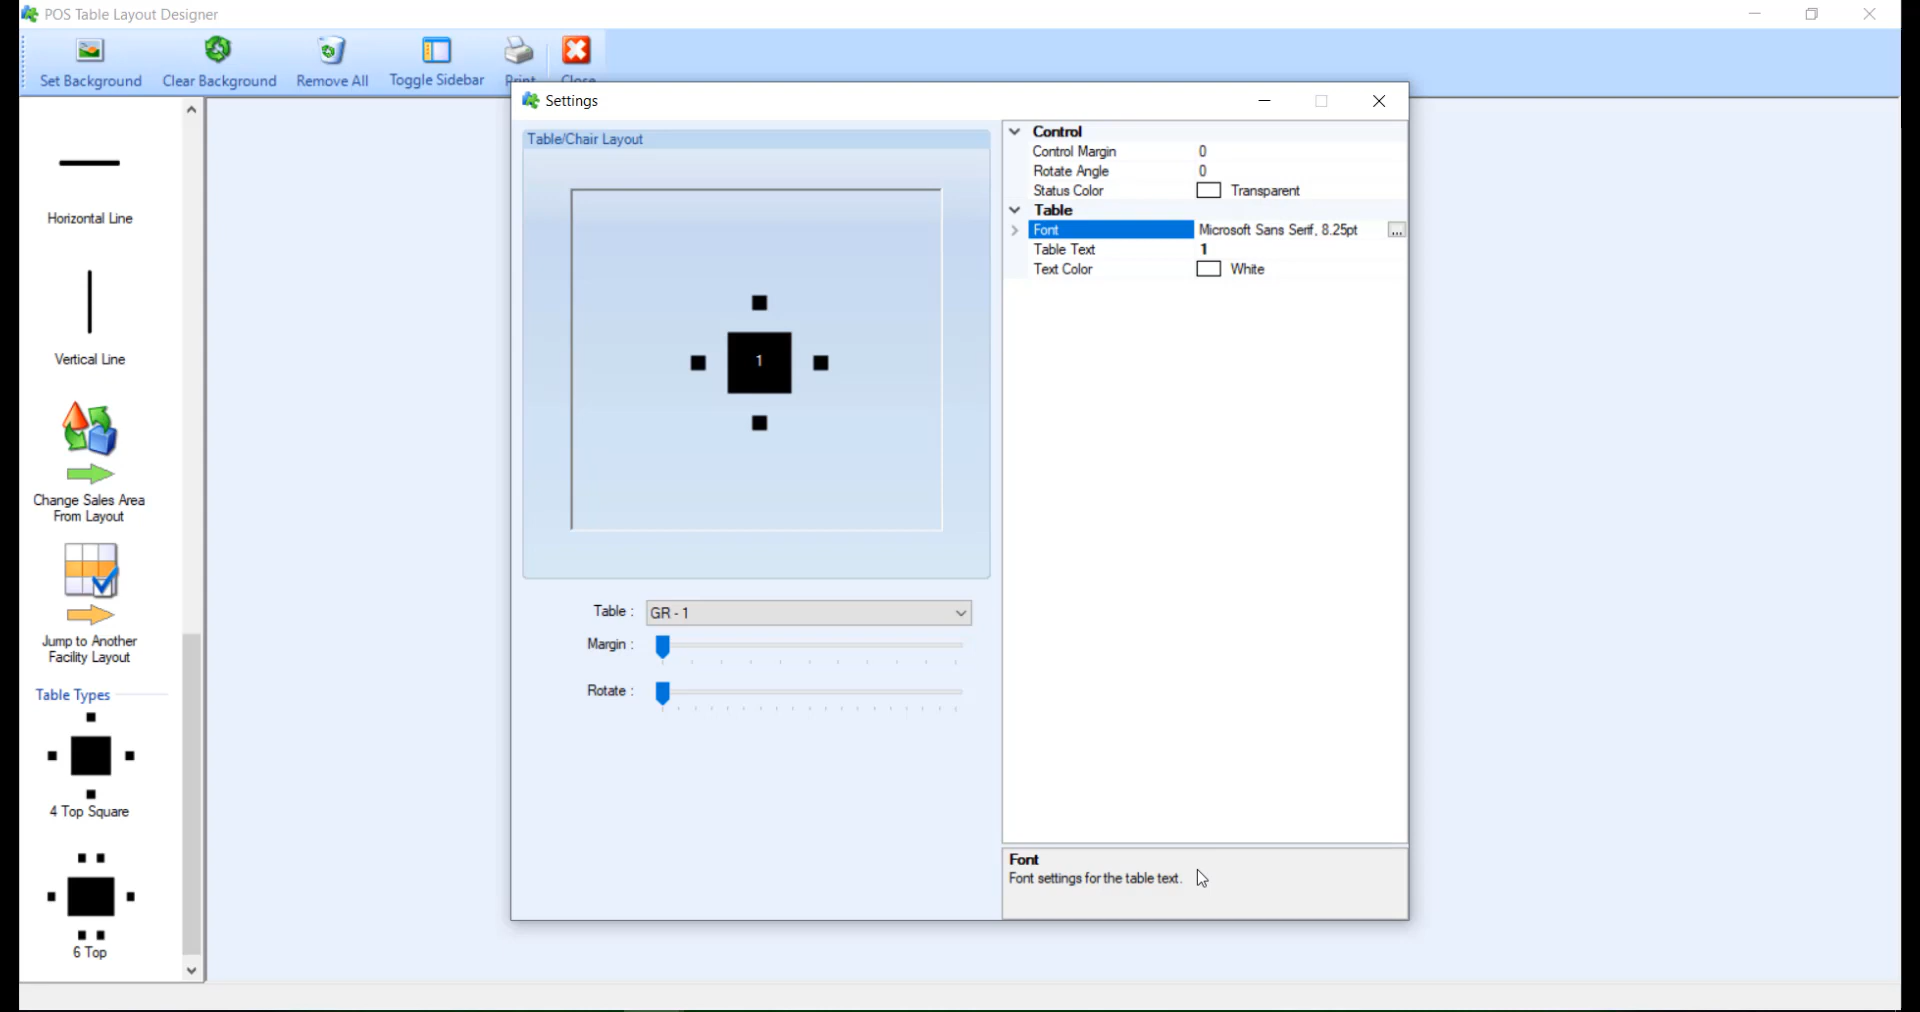 POS Table Layout Designer
Set Background
Clear Background
Remove All
Toggle Sidebar
Print
Close
Horizontal Line
Vertical Line
Change Sales Area
From Layout
Jump to Another
Facility Layout
Table Types
4 Top Square
6 Top
Settings
Table/Chair Layout
1
Table :
GR - 1
Margin :
Rotate :
Control
Control Margin 0
Rotate Angle 0
Status Color Transparent
Table
Font Microsoft Sans Serif, 8.25pt ...
Table Text 1
Text Color White
Font
Font settings for the table text.